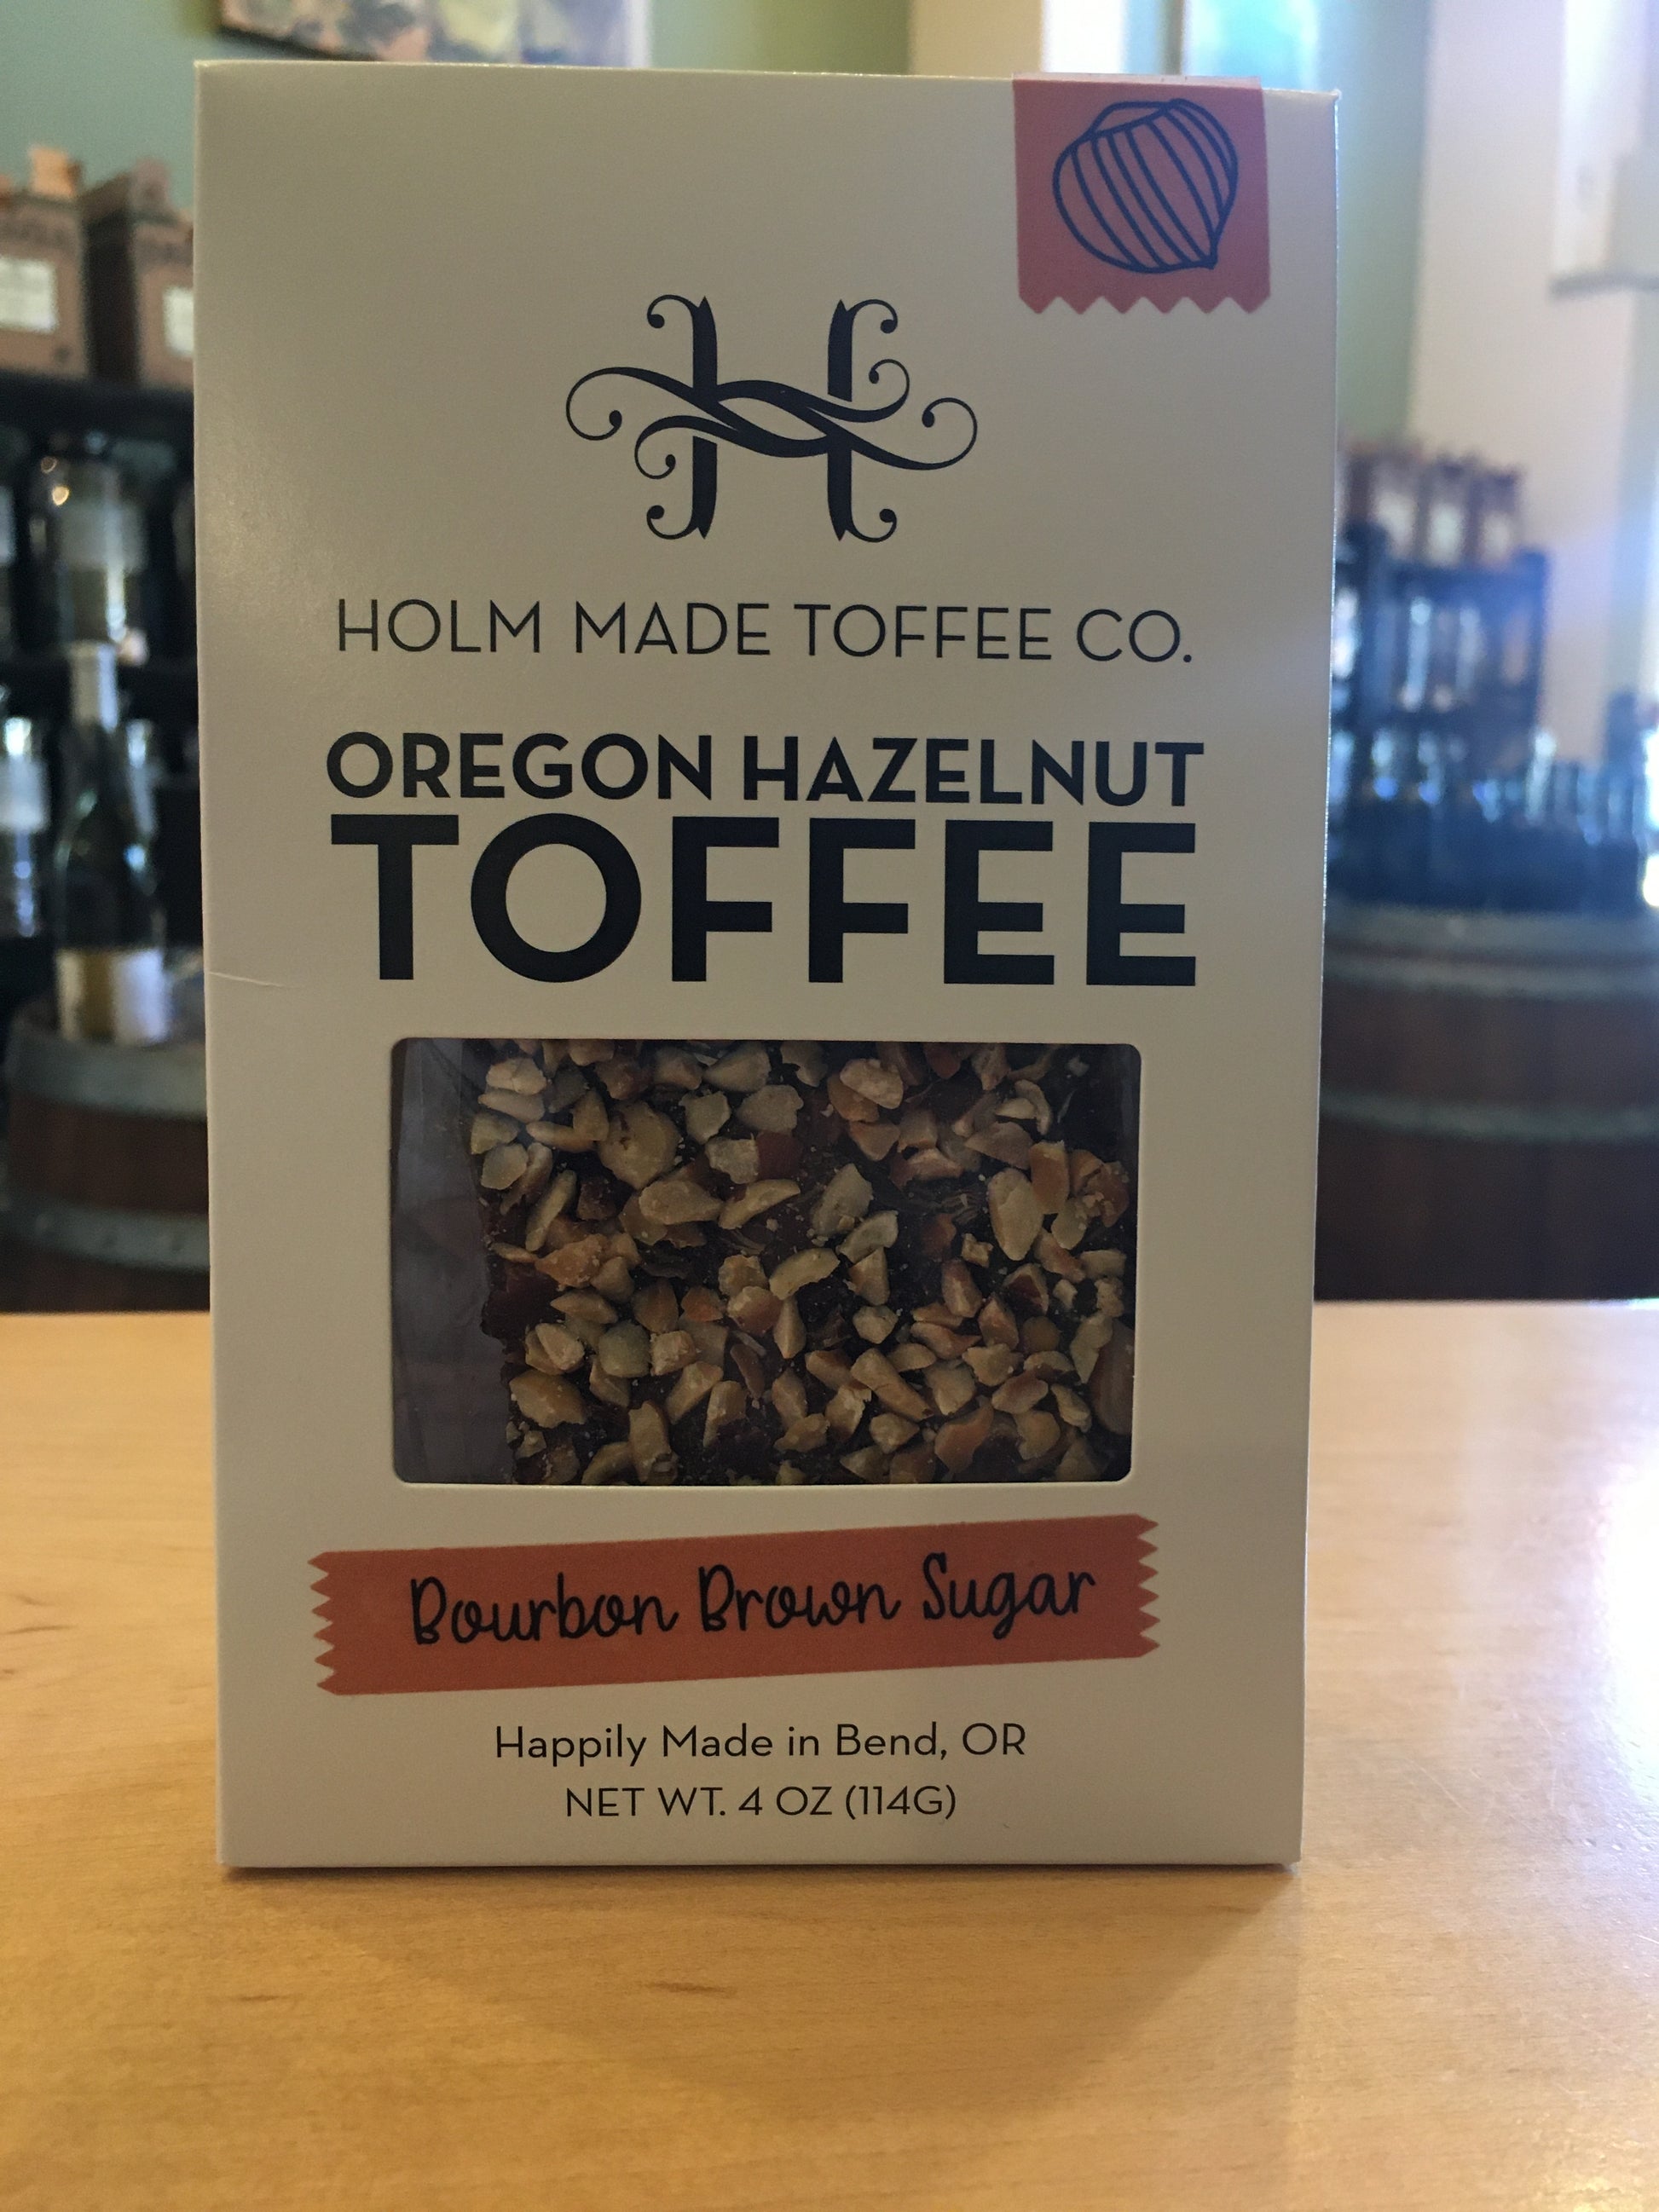 H
HOLM MADE TOFFEE CO.
OREGON HAZELNUT
TOFFEE
Bourbon Brown Sugar
Happily Made in Bend, OR
NET WT. 4 OZ (114G)